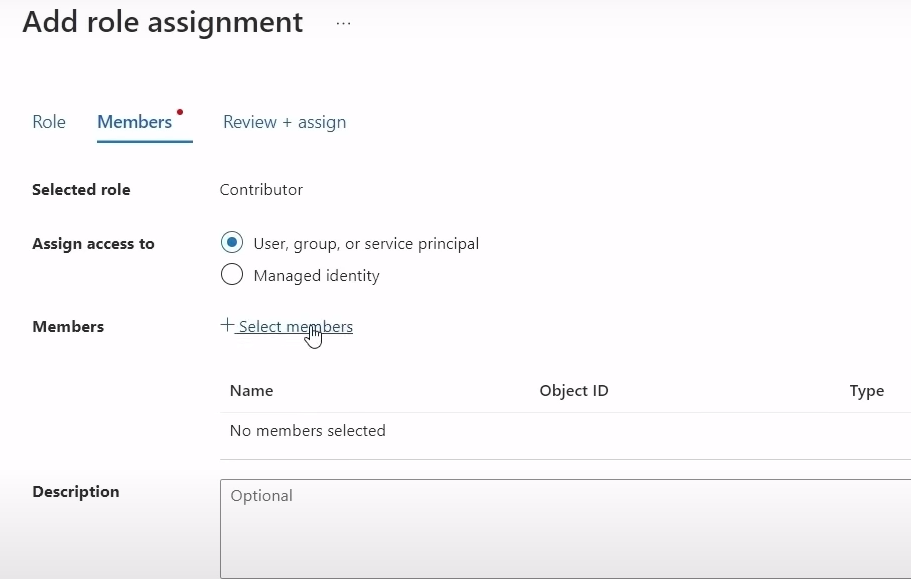 Add role assignment ...
Role Members Review + assign
Selected role Contributor
Assign access to User, group, or service principal
Managed identity
Members + Select members
Name Object ID Type
No members selected
Description Optional